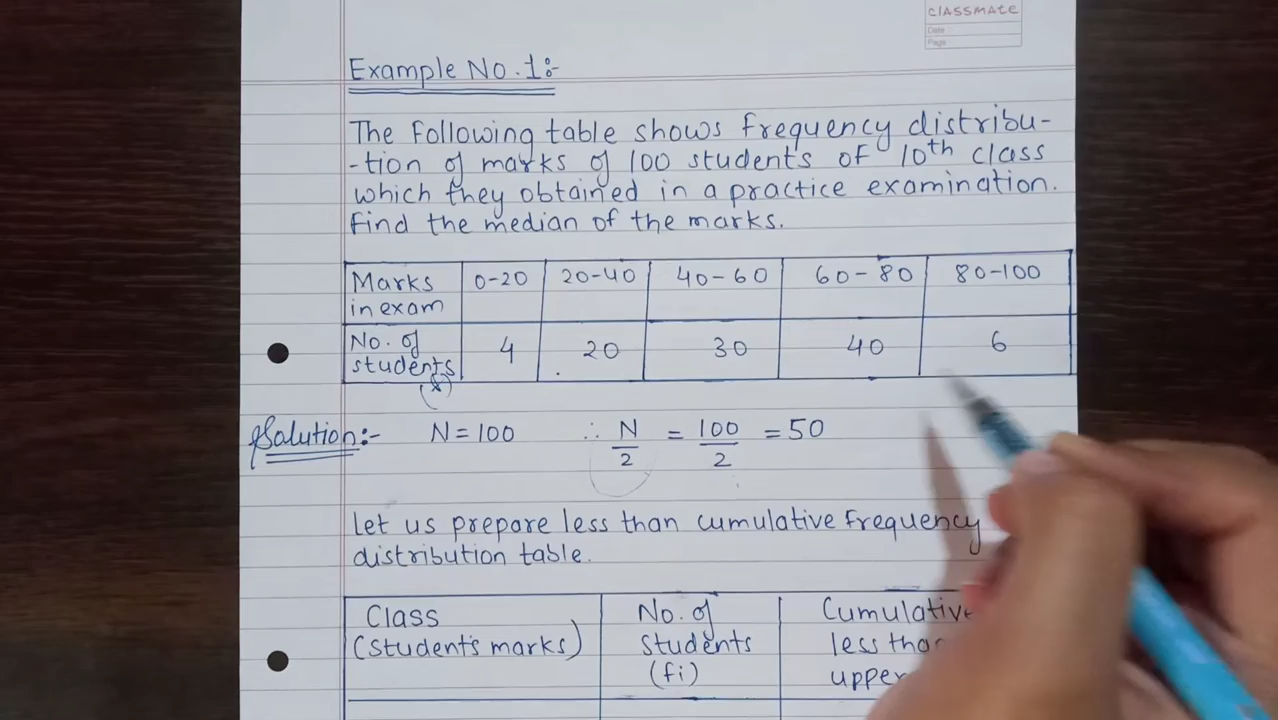 CLASSMATE
Date
Page
Example No. 1:-
The Following table shows frequency distribu-
-tion of marks of 100 students of 10th class
which they obtained in a practice examination.
Find the median of the marks.
Marks in exam 0-20 20-40 40-60 60-80 80-100
No. of students 4 20 30 40 6
Solution:- N = 100 ∴ N/2 = 100/2 = 50
Let us prepare less than cumulative frequency
distribution table.
Class No. of Cumulative
(student's marks) students less than
(fi) upper